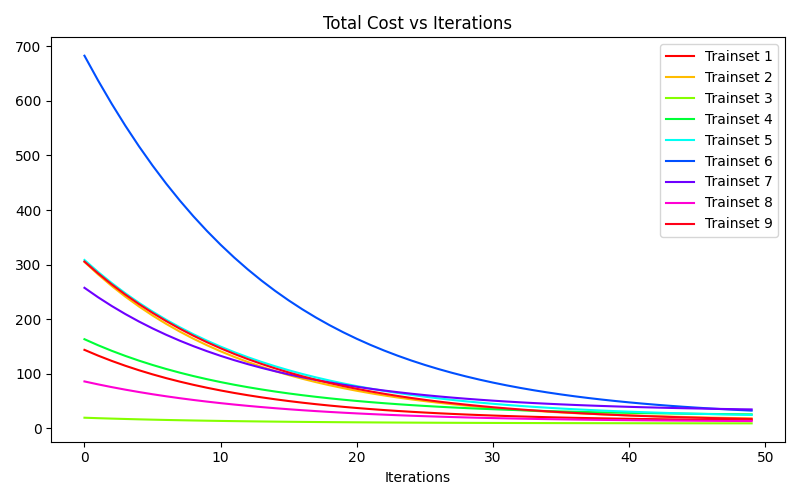 Total Cost vs Iterations
700
600
500
400
300
200
100
0
Trainset 1
Trainset 2
Trainset 3
Trainset 4
Trainset 5
Trainset 6
Trainset 7
Trainset 8
Trainset 9
0 10 20 30 40 50
Iterations